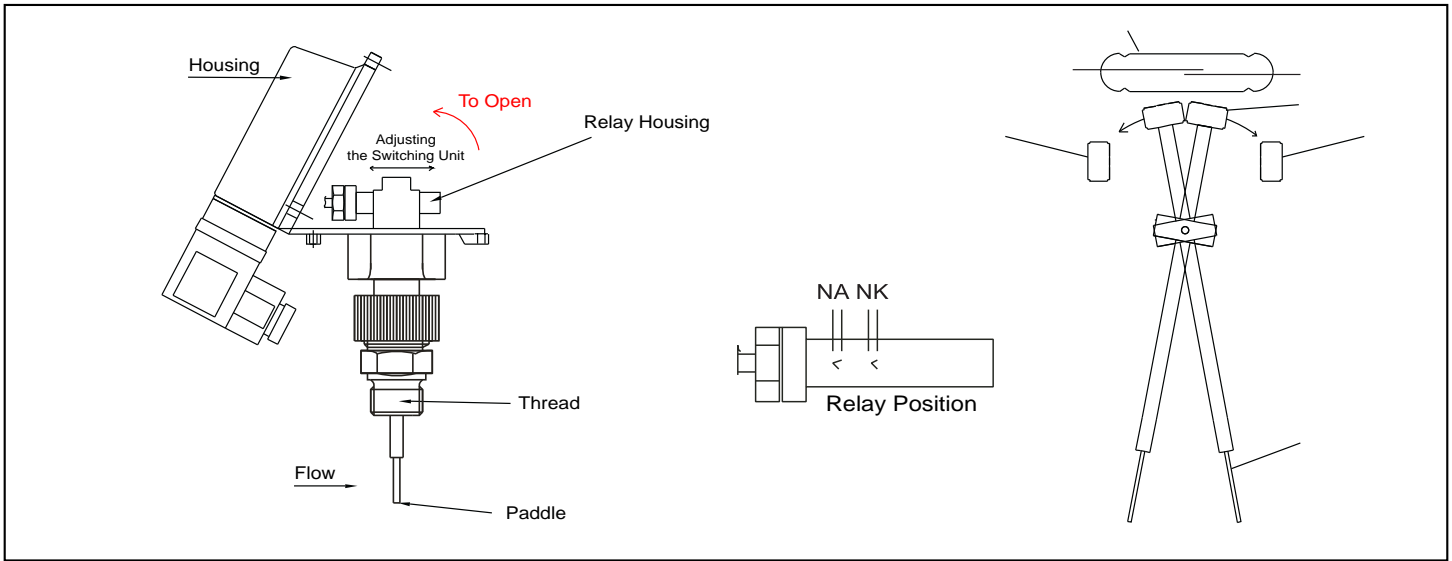 Housing
To Open
Relay Housing
Adjusting
the Switching Unit
NA NK
Relay Position
Thread
Flow
Paddle